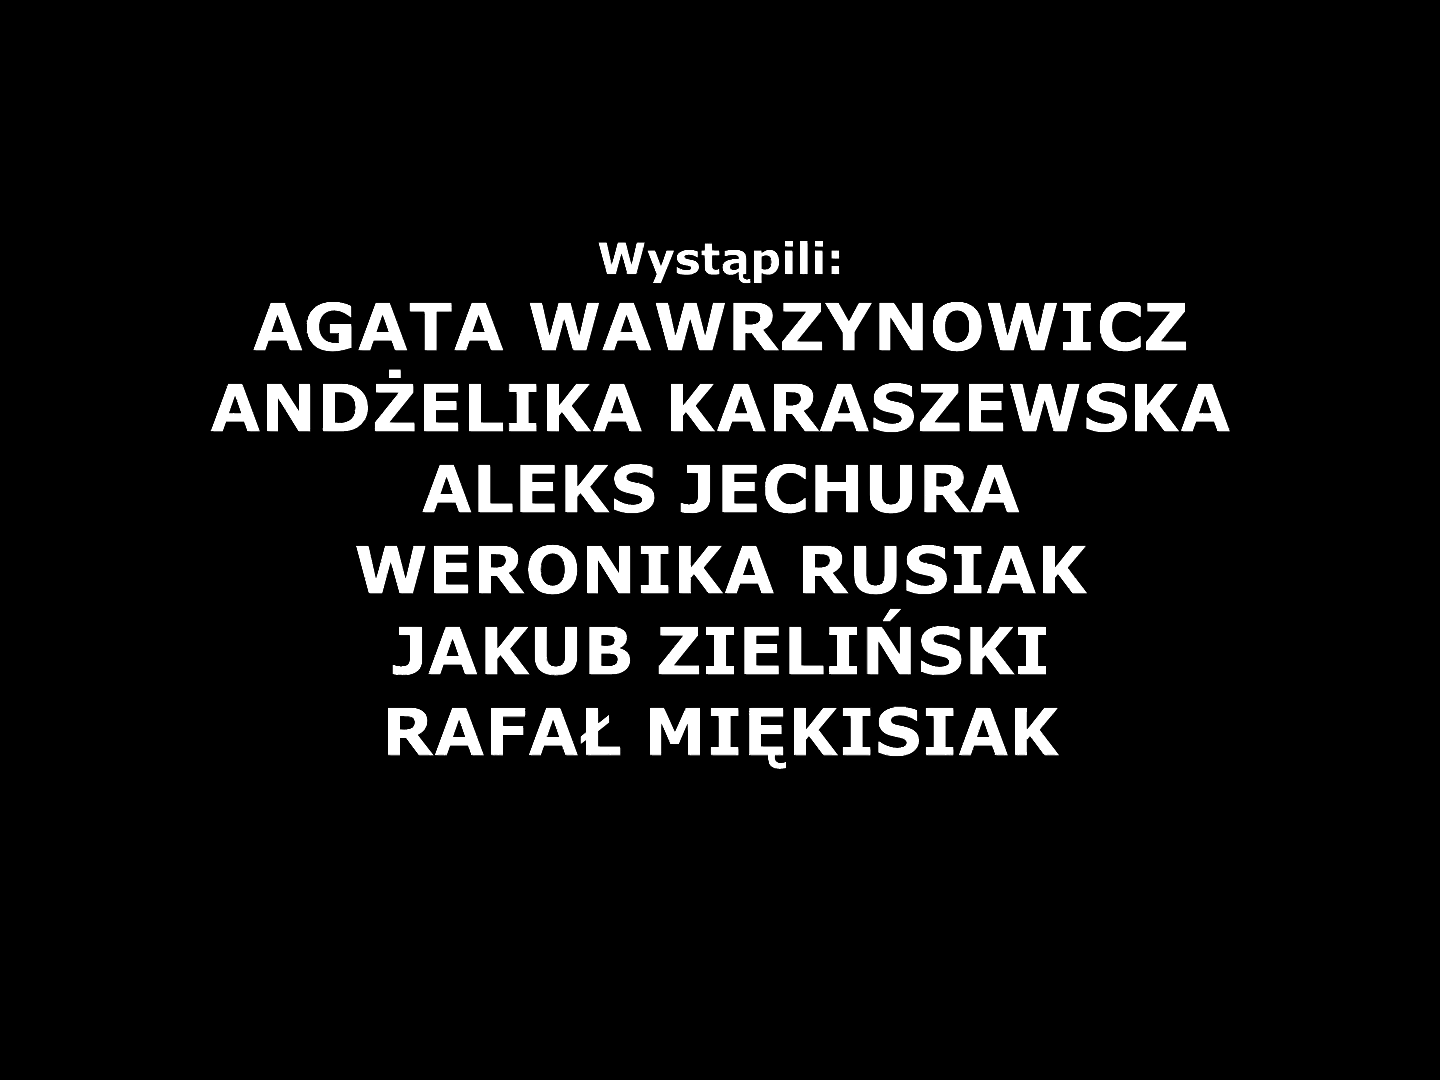 Wystąpili:
AGATA WAWRZYNOWICZ
ANDŻELIKA KARASZEWSKA
ALEKS JECHURA
WERONIKA RUSIAK
JAKUB ZIELIŃSKI
RAFAŁ MIĘKISIAK